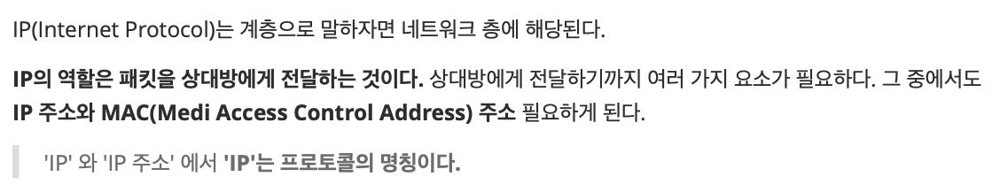 IP(Internet Protocol)는 계층으로 말하자면 네트워크 층에 해당된다.
IP의 역할은 패킷을 상대방에게 전달하는 것이다. 상대방에게 전달하기까지 여러 가지 요소가 필요하다. 그 중에서도
IP 주소와 MAC(Medi Access Control Address) 주소 필요하게 된다.
'IP' 와 'IP 주소' 에서 'IP'는 프로토콜의 명칭이다.